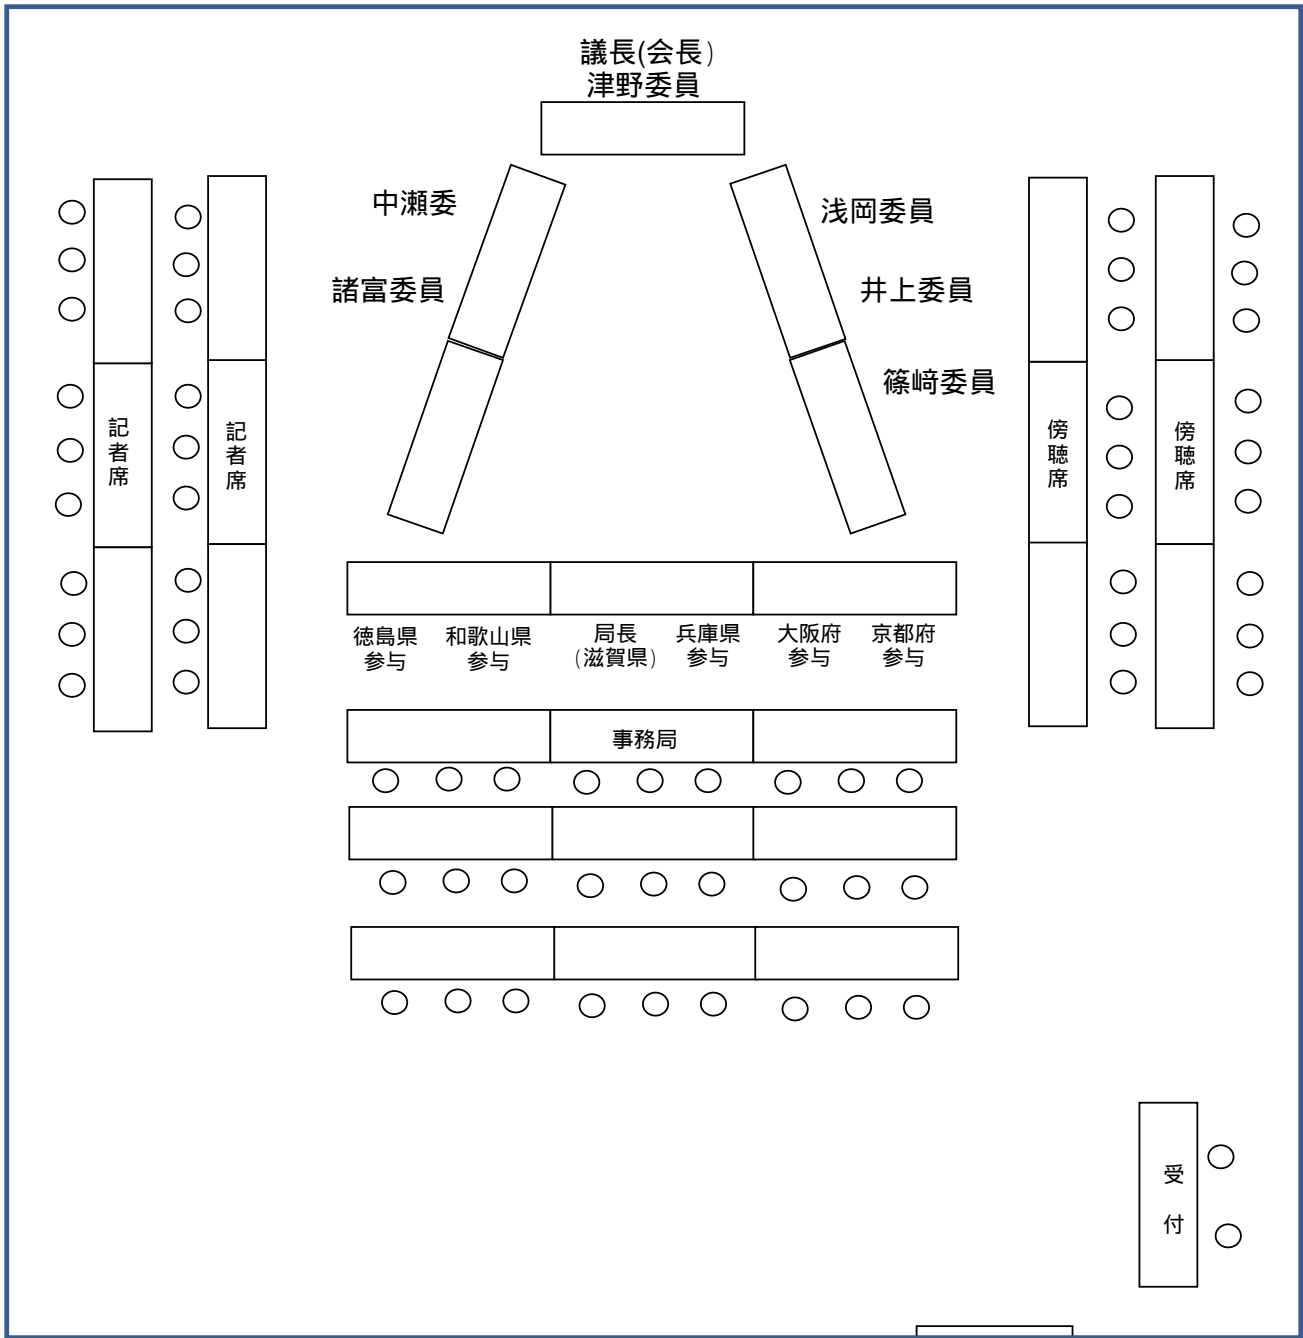 議長(会長)
津野委員
中瀬委
浅岡委員
諸富委員
井上委員
篠﨑委員
記者席
記者席
傍聴席
傍聴席
徳島県
参与
和歌山県
参与
局長
(滋賀県)
兵庫県
参与
大阪府
参与
京都府
参与
事務局
受付